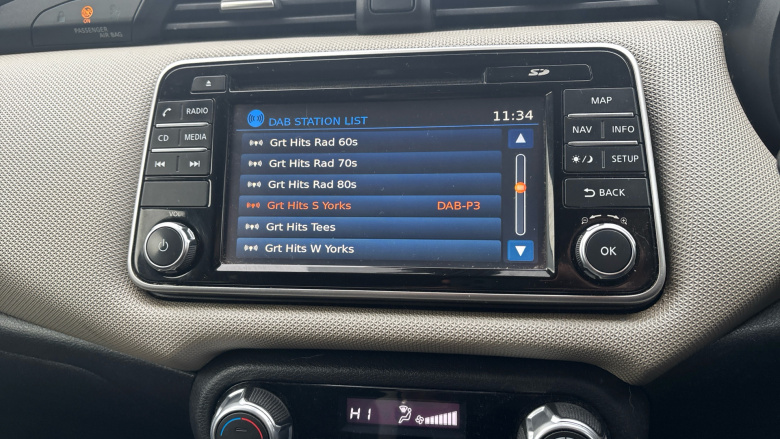 ON
PASSENGER
AIR BAG
SD
RADIO
CD MEDIA
VOL
DAB STATION LIST 11:34
Grt Hits Rad 60s
Grt Hits Rad 70s
Grt Hits Rad 80s
Grt Hits S Yorks DAB-P3
Grt Hits Tees
Grt Hits W Yorks
MAP
NAV INFO
SETUP
BACK
OK
HI